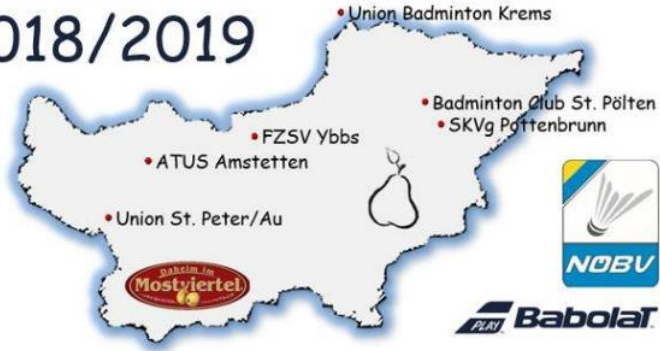 018/2019
Union Badminton Krems
Badminton Club St. Pölten
SKVg Pottenbrunn
FZSV Ybbs
ATUS Amstetten
Union St. Peter/Au
Daheim im
Mostviertel
NÖBV
PLAY Babolat